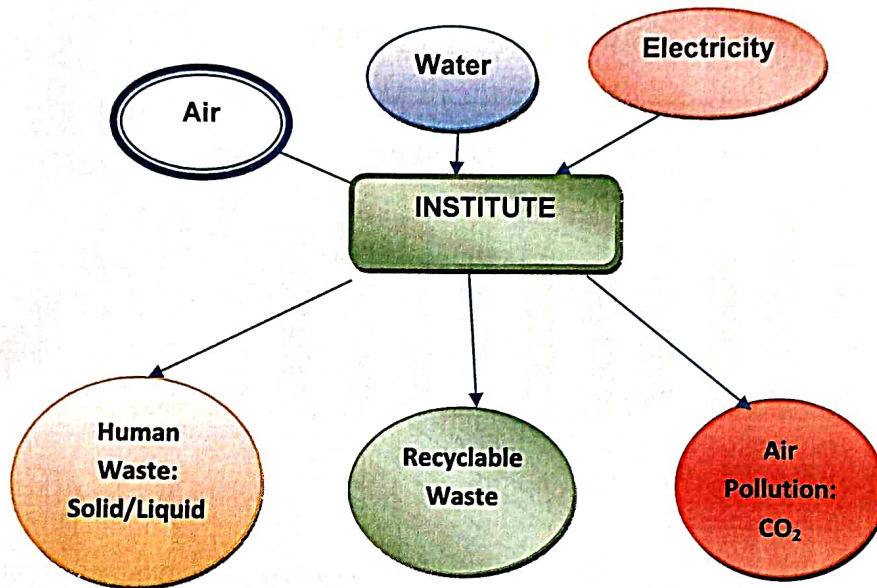 Air
Water
Electricity
INSTITUTE
Human
Waste:
Solid/Liquid
Recyclable
Waste
Air
Pollution:
CO₂